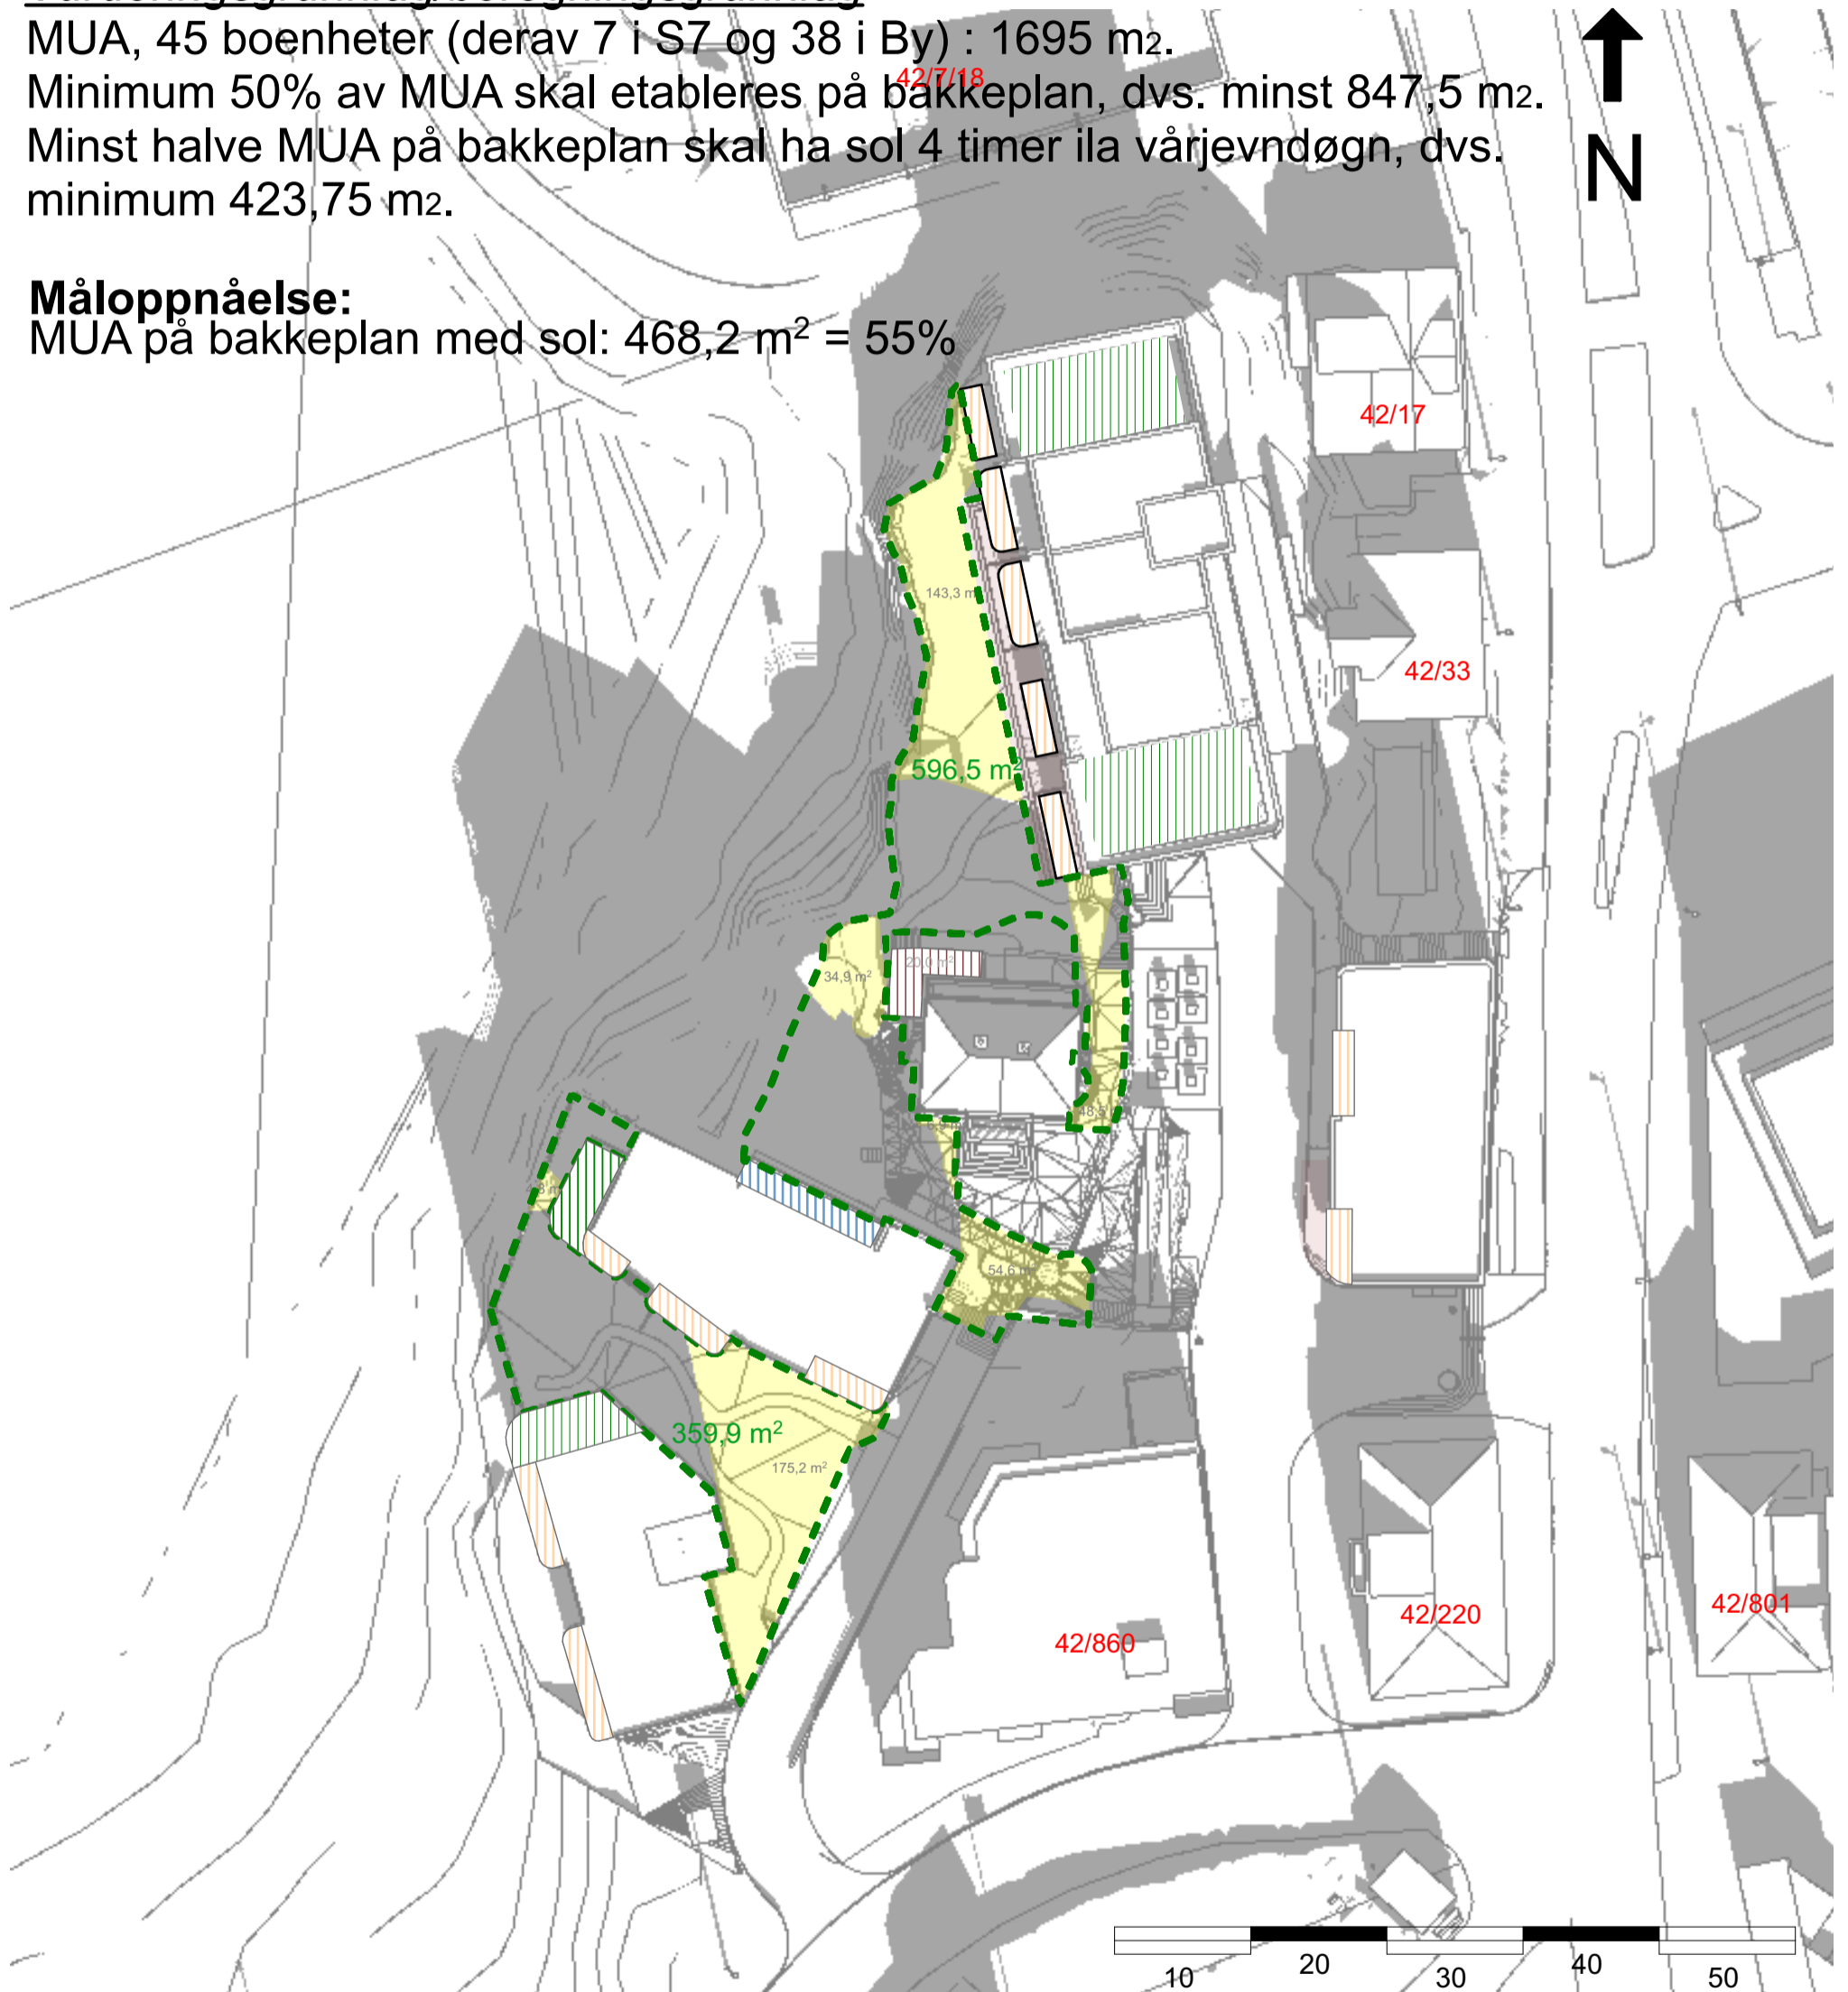 Vurderingsgrunnlag/beregningsgrunnlag
MUA, 45 boenheter (derav 7 i S7 og 38 i By) : 1695 m2.
42/7/18
Minimum 50% av MUA skal etableres på bakkeplan, dvs. minst 847,5 m2.
Minst halve MUA på bakkeplan skal ha sol 4 timer ila vårjevndøgn, dvs.
minimum 423,75 m2.
N
Måloppnåelse:
MUA på bakkeplan med sol: 468,2 m² = 55%
42/17
143,3 m
42/33
596,5 m²
20,0 m²
34,9 m²
48,5
54,6 m
359,9 m²
175,2 m²
42/801
42/220
42/860
10
20
30
40
50